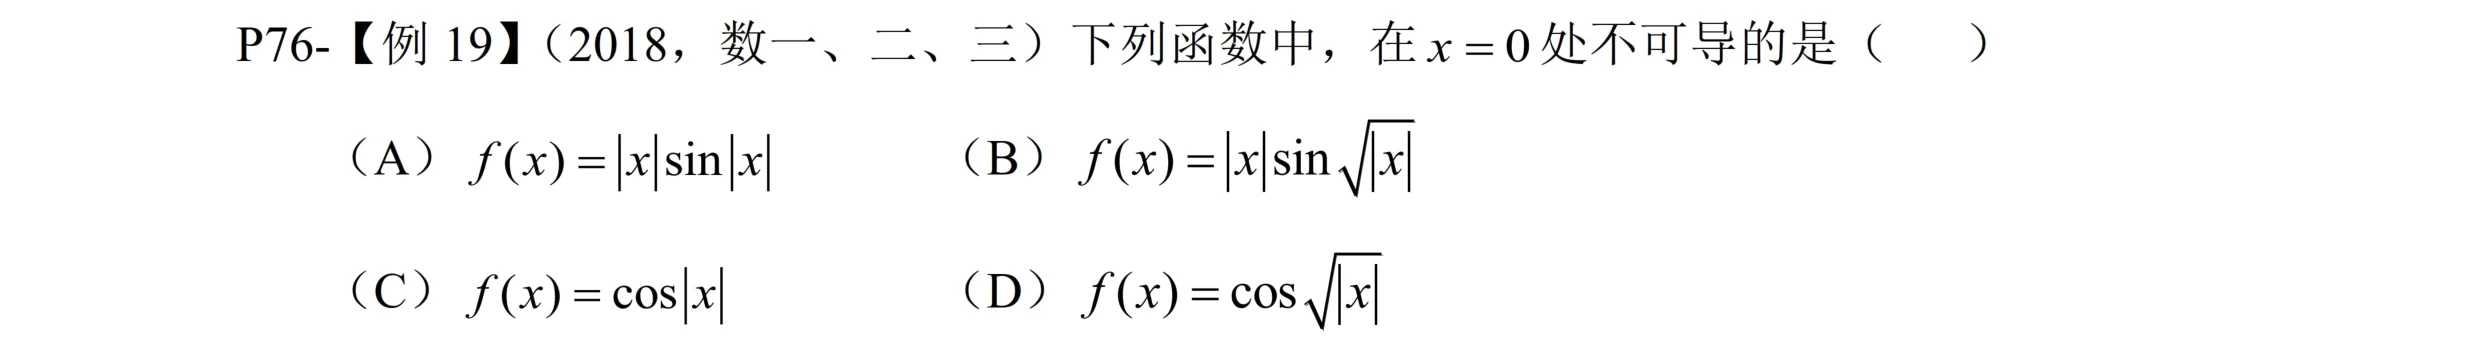 P76-【例 19】（2018，数一、二、三）下列函数中，在 x = 0 处不可导的是（    ）
（A） f(x) = |x|sin|x|    （B） f(x) = |x|sin√|x|
（C） f(x) = cos|x|    （D） f(x) = cos√|x|